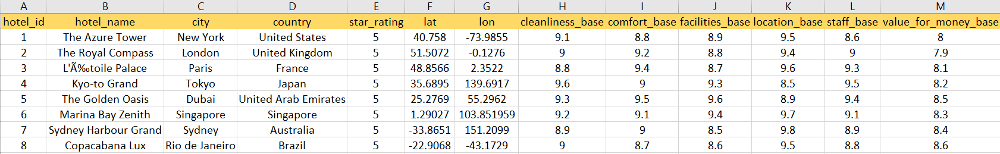 A B C D E F G H I J K L M
hotel_id hotel_name city country star_rating lat lon cleanliness_base comfort_base facilities_base location_base staff_base value_for_money_base
1 The Azure Tower New York United States 5 40.758 -73.9855 9.1 8.8 8.9 9.5 8.6 8
2 The Royal Compass London United Kingdom 5 51.5072 -0.1276 9 9.2 8.8 9.4 9 7.9
3 L'Ã‰toile Palace Paris France 5 48.8566 2.3522 8.8 9.4 8.7 9.6 9.3 8.1
4 Kyo-to Grand Tokyo Japan 5 35.6895 139.6917 9.6 9 9.3 8.5 9.5 8.2
5 The Golden Oasis Dubai United Arab Emirates 5 25.2769 55.2962 9.3 9.5 9.6 8.9 9.4 8.5
6 Marina Bay Zenith Singapore Singapore 5 1.29027 103.851959 9.2 9.1 9.4 9.7 9.1 8.3
7 Sydney Harbour Grand Sydney Australia 5 -33.8651 151.2099 8.9 9 8.5 9.8 8.9 8.4
8 Copacabana Lux Rio de Janeiro Brazil 5 -22.9068 -43.1729 9 8.7 8.6 9.5 8.8 8.6